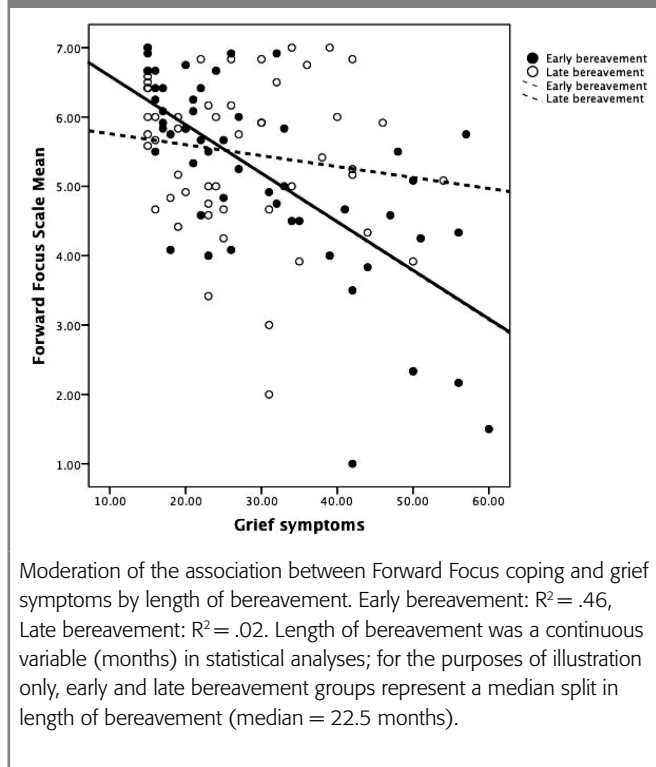 7.00
6.00
5.00
4.00
3.00
2.00
1.00
Forward Focus Scale Mean
10.00 20.00 30.00 40.00 50.00 60.00
Grief symptoms
Early bereavement
Late bereavement
Early bereavement
Late bereavement
Moderation of the association between Forward Focus coping and grief
symptoms by length of bereavement. Early bereavement: R² = .46,
Late bereavement: R² = .02. Length of bereavement was a continuous
variable (months) in statistical analyses; for the purposes of illustration
only, early and late bereavement groups represent a median split in
length of bereavement (median = 22.5 months).